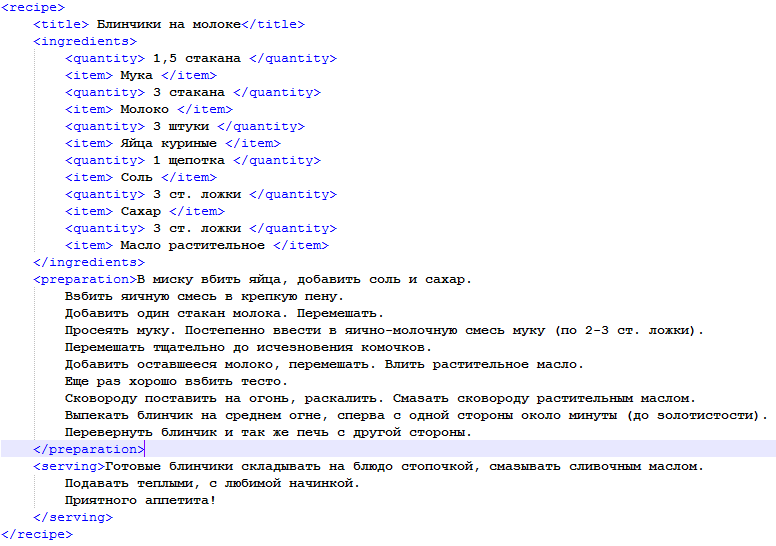 <recipe>
<title> Блинчики на молоке</title>
<ingredients>
<quantity> 1,5 стакана </quantity>
<item> Мука </item>
<quantity> 3 стакана </quantity>
<item> Молоко </item>
<quantity> 3 штуки </quantity>
<item> Яйца куриные </item>
<quantity> 1 щепотка </quantity>
<item> Соль </item>
<quantity> 3 ст. ложки </quantity>
<item> Сахар </item>
<quantity> 3 ст. ложки </quantity>
<item> Масло растительное </item>
</ingredients>
<preparation>В миску вбить яйца, добавить соль и сахар.
Взбить яичную смесь в крепкую пену.
Добавить один стакан молока. Перемешать.
Просеять муку. Постепенно ввести в яично-молочную смесь муку (по 2-3 ст. ложки).
Перемешать тщательно до исчезновения комочков.
Добавить оставшееся молоко, перемешать. Влить растительное масло.
Еще раз хорошо взбить тесто.
Сковороду поставить на огонь, раскалить. Смазать сковороду растительным маслом.
Выпекать блинчик на среднем огне, сперва с одной стороны около минуты (до золотистости).
Перевернуть блинчик и так же печь с другой стороны.
</preparation>
<serving>Готовые блинчики складывать на блюдо стопочкой, смазывать сливочным маслом.
Подавать теплыми, с любимой начинкой.
Приятного аппетита!
</serving>
</recipe>